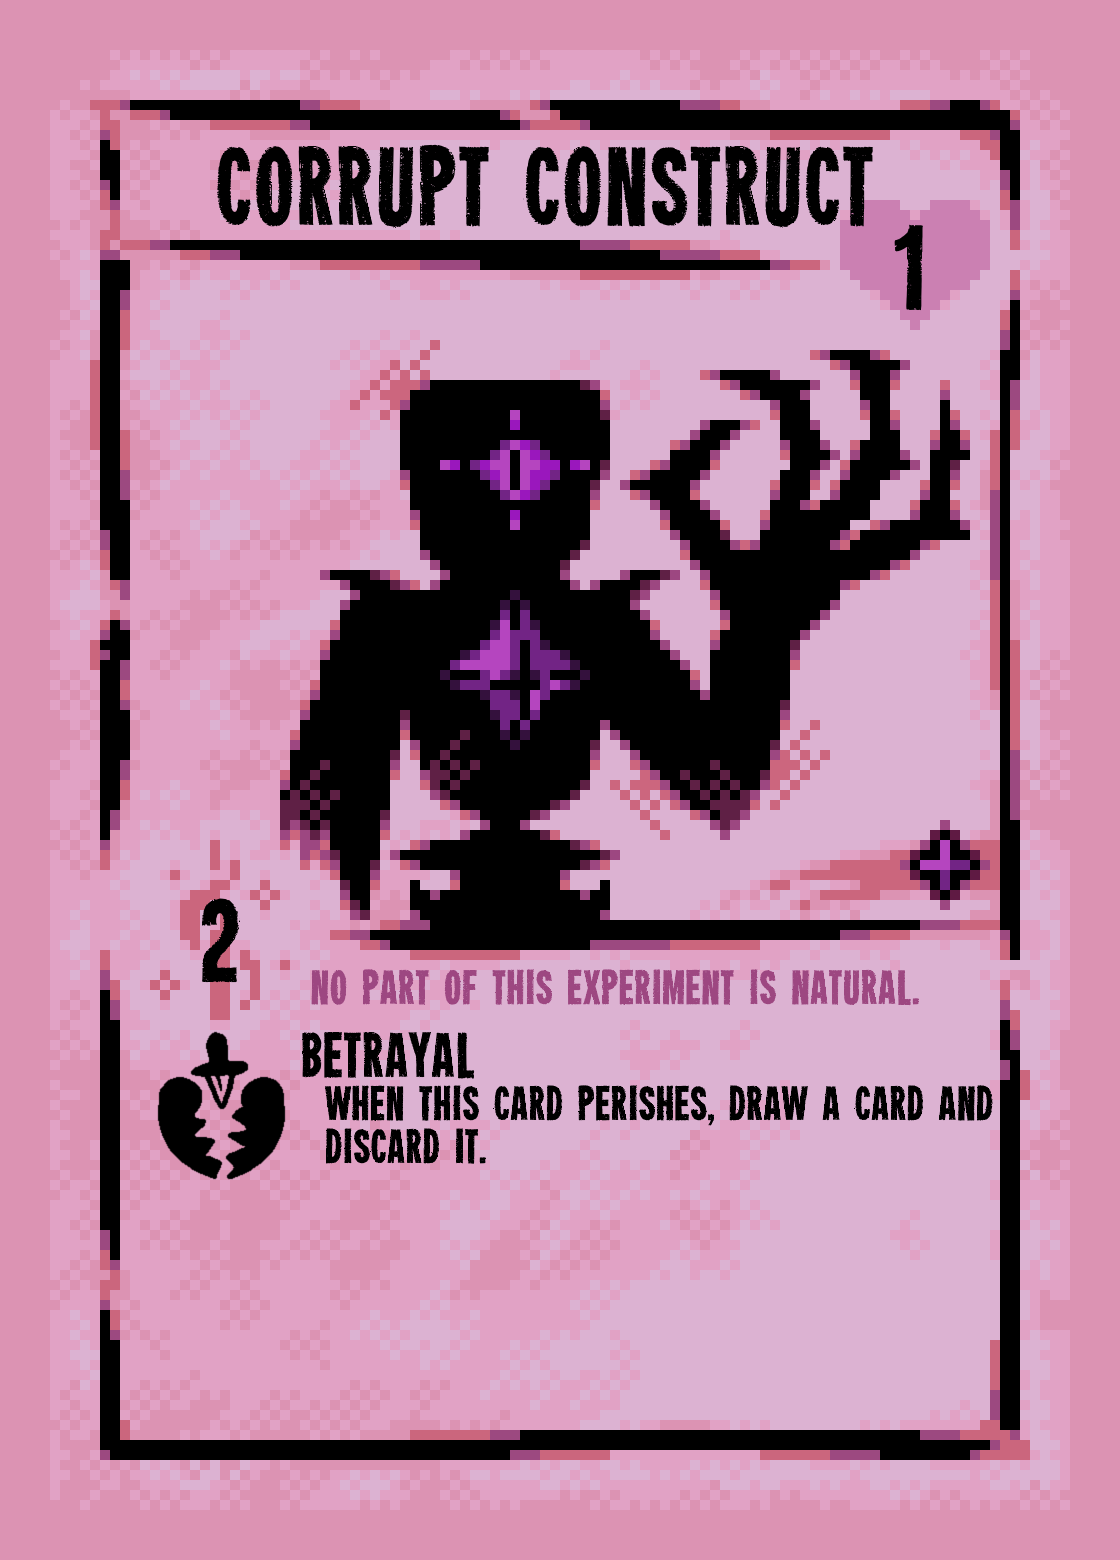 CORRUPT CONSTRUCT
1
2
NO PART OF THIS EXPERIMENT IS NATURAL.
BETRAYAL
WHEN THIS CARD PERISHES, DRAW A CARD AND
DISCARD IT.